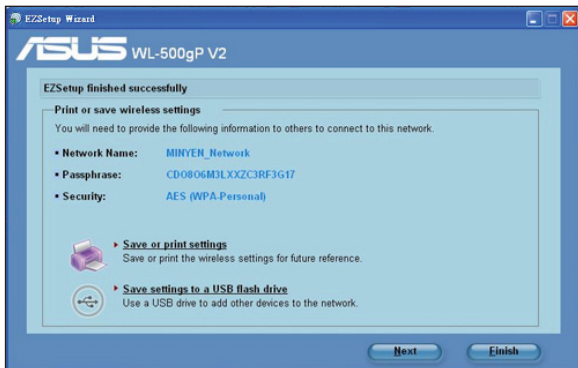 EZSetup Wizard
ASUS WL-500gP V2
EZSetup finished successfully
Print or save wireless settings
You will need to provide the following information to others to connect to this network.
Network Name: MINYEN_Network
Passphrase: CDO8O6M3LXXZC3RF3G17
Security: AES (WPA-Personal)
Save or print settings
Save or print the wireless settings for future reference.
Save settings to a USB flash drive
Use a USB drive to add other devices to the network.
Next Finish